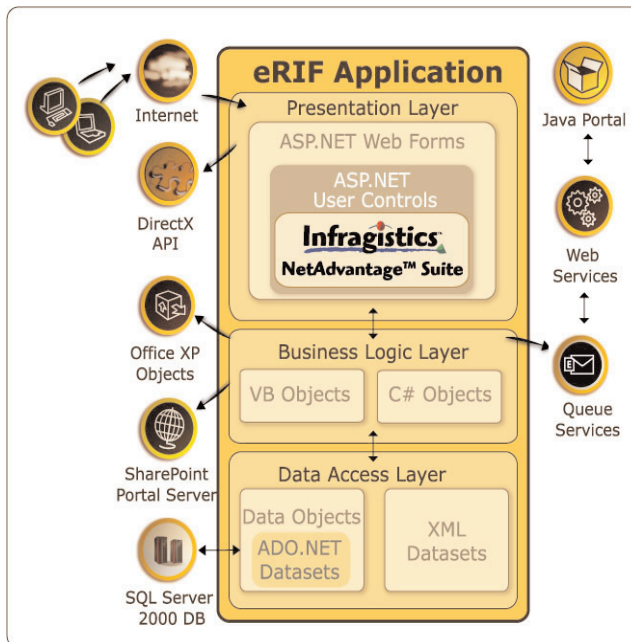 eRIF Application
Presentation Layer
ASP.NET Web Forms
ASP.NET
User Controls
Infragistics™
NetAdvantage™ Suite
Business Logic Layer
VB Objects
C# Objects
Data Access Layer
Data Objects
ADO.NET
Datasets
XML
Datasets
Internet
DirectX
API
Office XP
Objects
SharePoint
Portal Server
SQL Server
2000 DB
Java Portal
Web
Services
E
Queue
Services